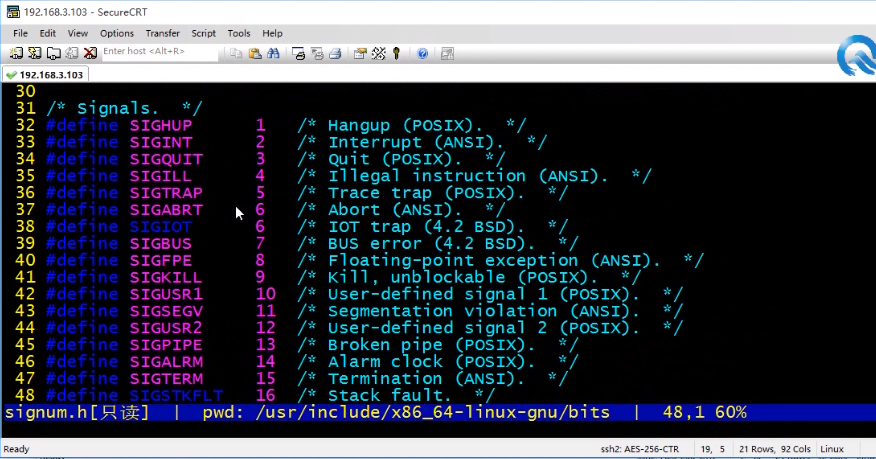 192.168.3.103 - SecureCRT
File Edit View Options Transfer Script Tools Help
Enter host <Alt+R>
192.168.3.103
30
31 /* Signals.  */
32 #define SIGHUP 1 /* Hangup (POSIX).  */
33 #define SIGINT 2 /* Interrupt (ANSI).  */
34 #define SIGQUIT 3 /* Quit (POSIX).  */
35 #define SIGILL 4 /* Illegal instruction (ANSI).  */
36 #define SIGTRAP 5 /* Trace trap (POSIX).  */
37 #define SIGABRT 6 /* Abort (ANSI).  */
38 #define SIGIOT 6 /* IOT trap (4.2 BSD).  */
39 #define SIGBUS 7 /* BUS error (4.2 BSD).  */
40 #define SIGFPE 8 /* Floating-point exception (ANSI).  */
41 #define SIGKILL 9 /* Kill, unblockable (POSIX).  */
42 #define SIGUSR1 10 /* User-defined signal 1 (POSIX).  */
43 #define SIGSEGV 11 /* Segmentation violation (ANSI).  */
44 #define SIGUSR2 12 /* User-defined signal 2 (POSIX).  */
45 #define SIGPIPE 13 /* Broken pipe (POSIX).  */
46 #define SIGALRM 14 /* Alarm clock (POSIX).  */
47 #define SIGTERM 15 /* Termination (ANSI).  */
48 #define SIGSTKFLT 16 /* Stack fault.  */
signum.h[只读] | pwd: /usr/include/x86_64-linux-gnu/bits | 48,1 60%
Ready ssh2: AES-256-CTR 19, 5 21 Rows, 92 Cols Linux